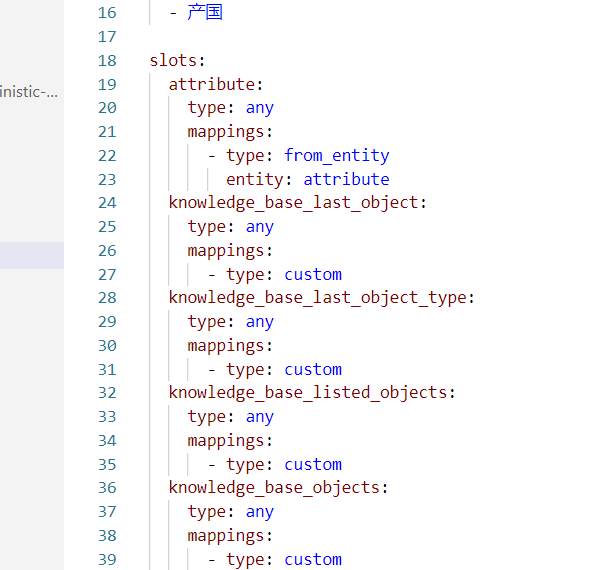 16 - 产国
17
18 slots:
inistic-...
19 attribute:
20 type: any
21 mappings:
22 - type: from_entity
23 entity: attribute
24 knowledge_base_last_object:
25 type: any
26 mappings:
27 - type: custom
28 knowledge_base_last_object_type:
29 type: any
30 mappings:
31 - type: custom
32 knowledge_base_listed_objects:
33 type: any
34 mappings:
35 - type: custom
36 knowledge_base_objects:
37 type: any
38 mappings:
39 - type: custom